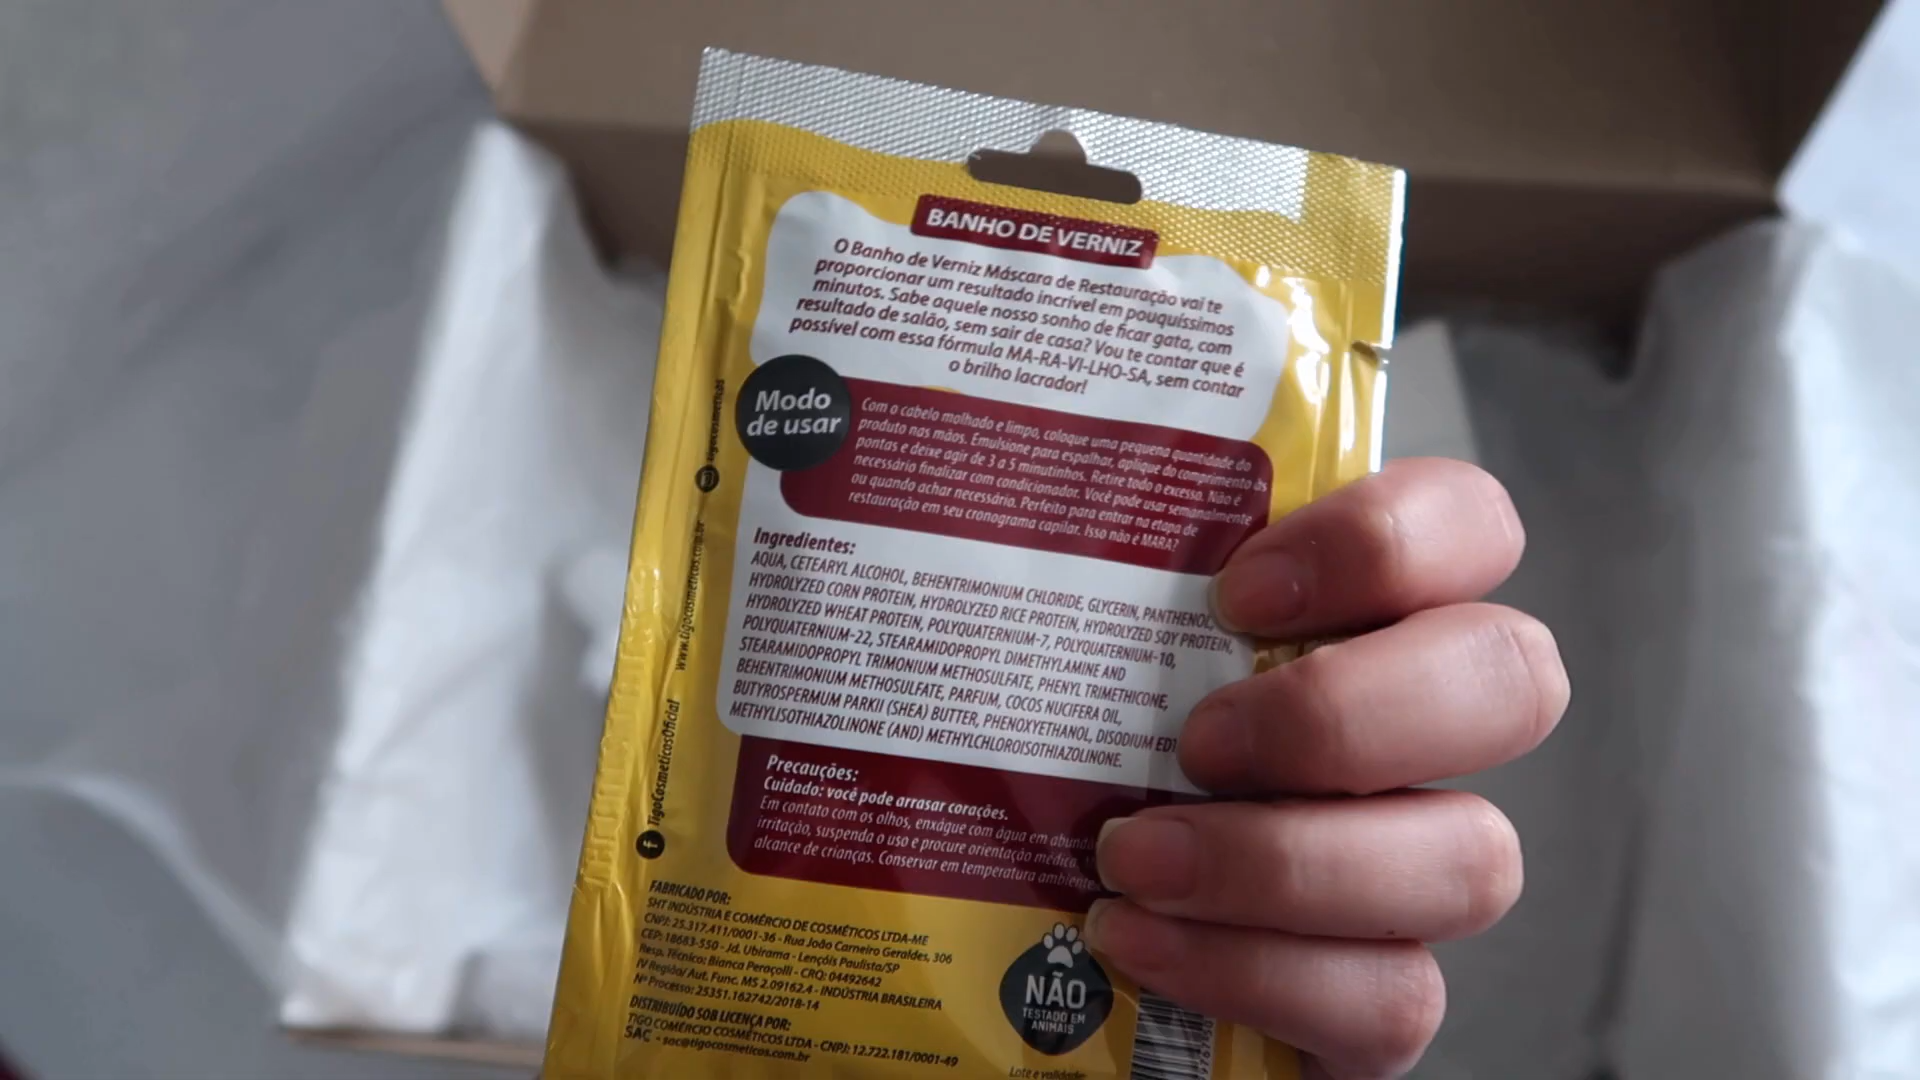 BANHO DE VERNIZ
O Banho de Verniz Máscara de Restauração vai te
proporcionar um resultado incrível em pouquíssimos
minutos. Sabe aquele nosso sonho de ficar gata, com
resultado de salão, sem sair de casa? Vou te contar que é
possível com essa fórmula MA-RA-VI-LHO-SA, sem contar
o brilho lacrador!
Modo
de usar
Com o cabelo molhado e limpo, coloque uma pequena quantidade do
produto nas mãos. Emulsione para espalhar, aplique do comprimento às
pontas e deixe agir de 3 a 5 minutinhos. Retire todo o excesso. Não é
necessário finalizar com condicionador. Você pode usar semanalmente
ou quando achar necessário. Perfeito para entrar na etapa de
restauração em seu cronograma capilar. Isso não é MARA?
Ingredientes:
AQUA, CETEARYL ALCOHOL, BEHENTRIMONIUM CHLORIDE, GLYCERIN, PANTHENOL,
HYDROLYZED CORN PROTEIN, HYDROLYZED RICE PROTEIN, HYDROLYZED SOY PROTEIN,
HYDROLYZED WHEAT PROTEIN, POLYQUATERNIUM-7, POLYQUATERNIUM-10,
POLYQUATERNIUM-22, STEARAMIDOPROPYL DIMETHYLAMINE AND
STEARAMIDOPROPYL TRIMONIUM METHOSULFATE, PHENYL TRIMETHICONE,
BEHENTRIMONIUM METHOSULFATE, PARFUM, COCOS NUCIFERA OIL,
BUTYROSPERMUM PARKII (SHEA) BUTTER, PHENOXYETHANOL, DISODIUM EDT
METHYLISOTHIAZOLINONE (AND) METHYLCHLOROISOTHIAZOLINONE.
Precauções:
Cuidado: você pode arrasar corações.
Em contato com os olhos, enxágue com água em
irritação, suspenda o uso e procure orientação médica.
alcance de crianças. Conservar em temperatura ambiente
tigocosmeticos
www.tigocosmeticos.com.br
TigoCosmeticosOficial
FABRICADO POR:
SHT INDÚSTRIA E COMÉRCIO DE COSMÉTICOS LTDA-ME
CNPJ: 25.317.411/0001-36 - Rua João Carneiro Geraldes, 306
CEP: 18683-550 - Jd. Ubirama - Lençóis Paulista/SP
Resp. Técnico: Bianca Peraçolli - CRQ: 04492642
IV Região/ Aut. Func. MS 2.09162.4 - INDÚSTRIA BRASILEIRA
Nº Processo: 25351.162742/2018-14
DISTRIBUÍDO SOB LICENÇA POR:
TIGO COMÉRCIO COSMÉTICOS LTDA - CNPJ: 12.722.181/0001-49
SAC - sac@tigocosmeticos.com.br
NÃO
TESTADO EM
ANIMAIS
Lote e validade